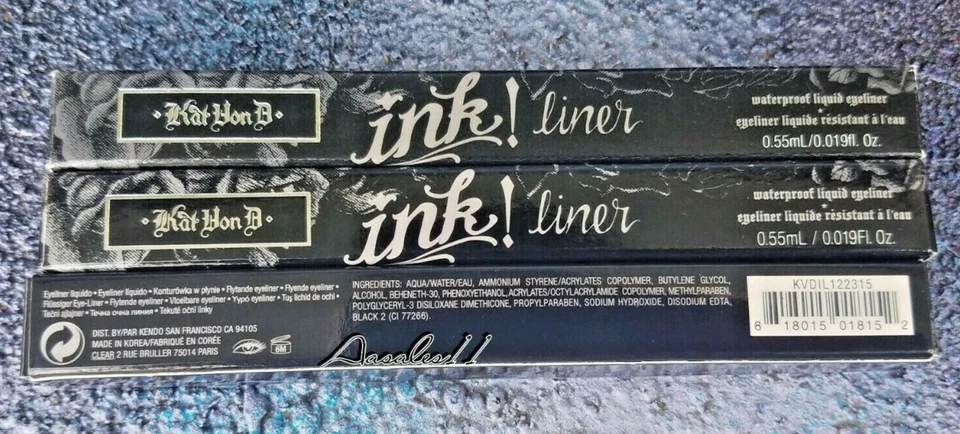 Kat Von D
ink! liner
waterproof liquid eyeliner
eyeliner liquide résistant à l'eau
0.55mL/0.019fl. Oz.
Kat Von D
ink! liner
waterproof liquid eyeliner
eyeliner liquide résistant à l'eau
0.55mL / 0.019FL. Oz.
Eyeliner liquido • Eyeliner líquido • Konturówka w płynie • Flytande eyeliner • Flyende eyeliner •
Flüssiger Eye-Liner • Flytende eyeliner • Vloeibare eyeliner • Υγρό eyeliner • Tuș lichid de ochi •
Tečni ajlajner • Течна очна линия • Tekuté oční linky
DIST. BY/PAR KENDO SAN FRANCISCO CA 94105
MADE IN KOREA/FABRIQUÉ EN CORÉE
CLEAR 2 RUE BRULLER 75014 PARIS
6M
INGREDIENTS: AQUA/WATER/EAU, AMMONIUM STYRENE/ACRYLATES COPOLYMER, BUTYLENE GLYCOL,
ALCOHOL, BEHENETH-30, PHENOXYETHANOL, ACRYLATES/OCTYLACRYLAMIDE COPOLYMER, METHYLPARABEN,
POLYGLYCERYL-3 DISILOXANE DIMETHICONE, PROPYLPARABEN, SODIUM HYDROXIDE, DISODIUM EDTA,
BLACK 2 (CI 77266).
Aasales11
KVDIL122315
6 18015 01815 2